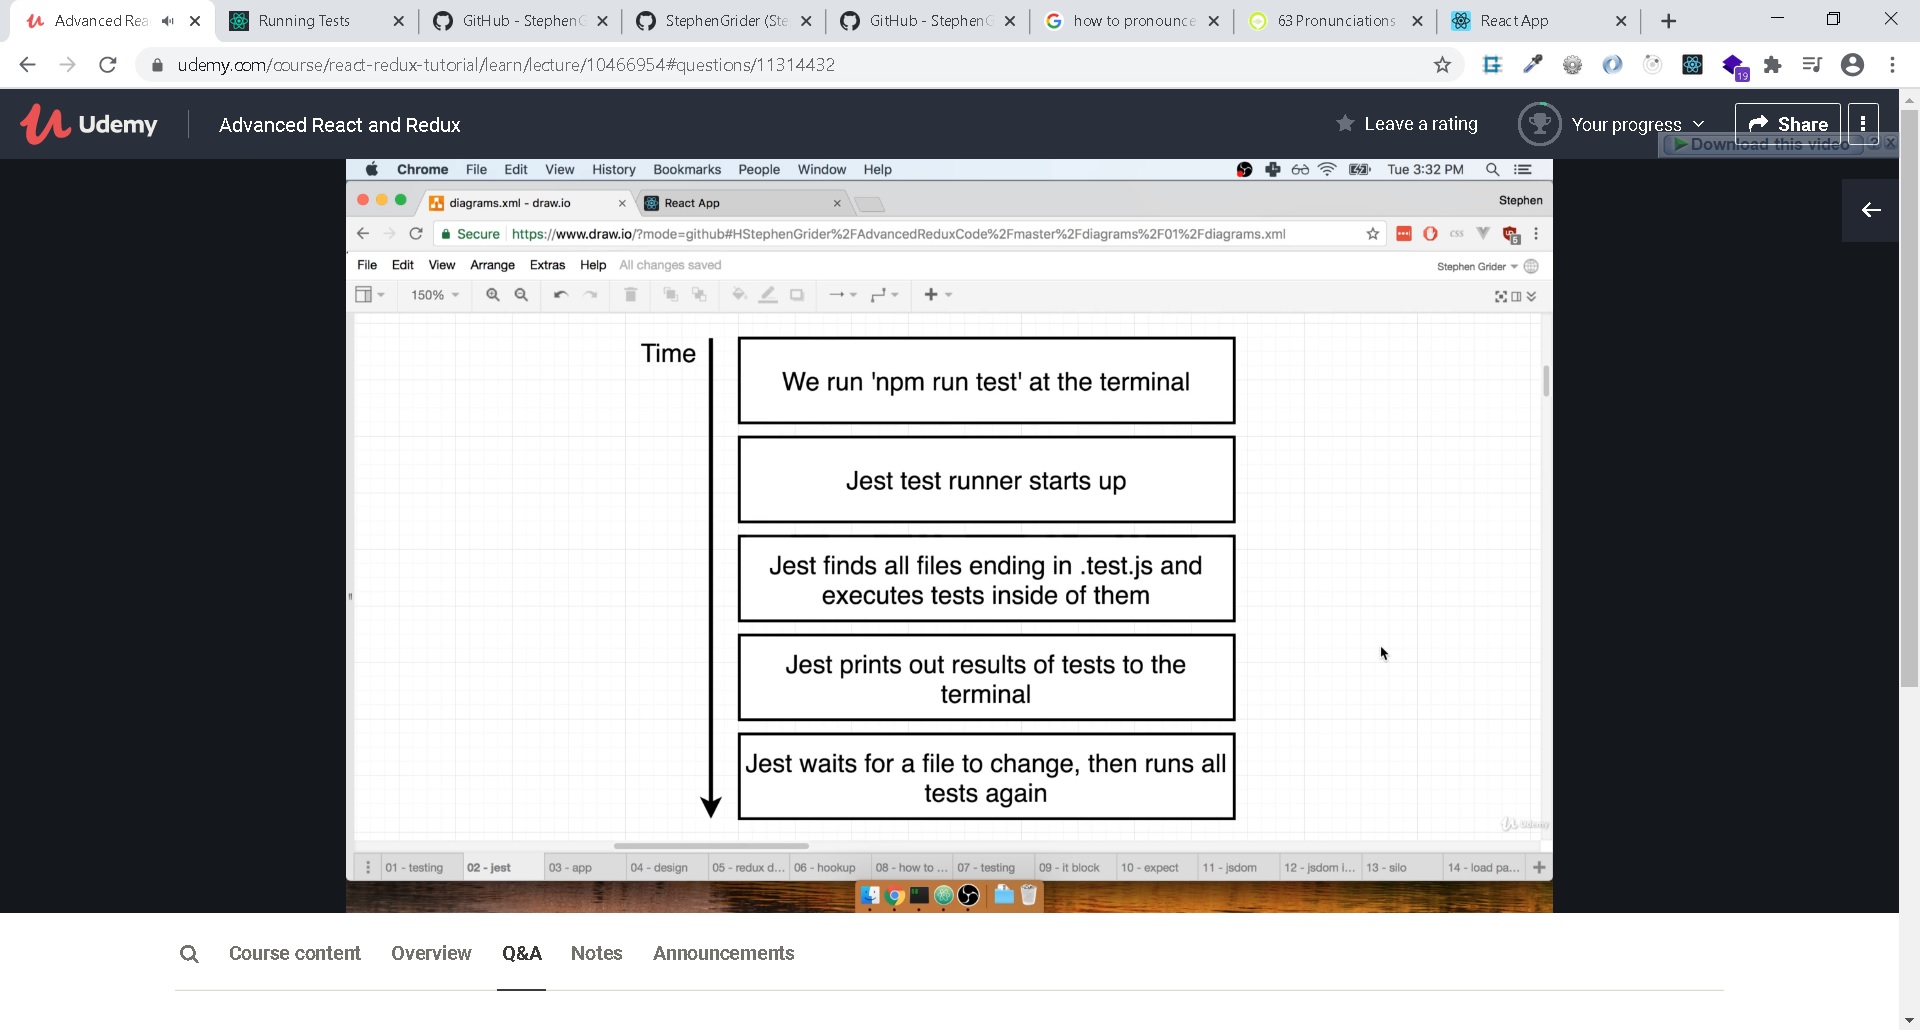 Advanced Rea
Running Tests
GitHub - StephenG
StephenGrider (Ste
GitHub - StephenG
how to pronounce
63 Pronunciations
React App
udemy.com/course/react-redux-tutorial/learn/lecture/10466954#questions/11314432
19
Udemy
Advanced React and Redux
Leave a rating
Your progress
Share
Download this video
?
Chrome File Edit View History Bookmarks People Window Help
Tue 3:32 PM
diagrams.xml - draw.io
React App
Stephen
Secure
https://www.draw.io/?mode=github#HStephenGrider%2FAdvancedReduxCode%2Fmaster%2Fdiagrams%2F01%2Fdiagrams.xml
css
5
File Edit View Arrange Extras Help All changes saved
Stephen Grider
150%
Time
We run 'npm run test' at the terminal
Jest test runner starts up
Jest finds all files ending in .test.js and
executes tests inside of them
Jest prints out results of tests to the
terminal
Jest waits for a file to change, then runs all
tests again
Udemy
01 - testing
02 - jest
03 - app
04 - design
05 - redux d...
06 - hookup
08 - how to ...
07 - testing
09 - it block
10 - expect
11 - jsdom
12 - jsdom i...
13 - silo
14 - load pa...
Course content
Overview
Q&A
Notes
Announcements